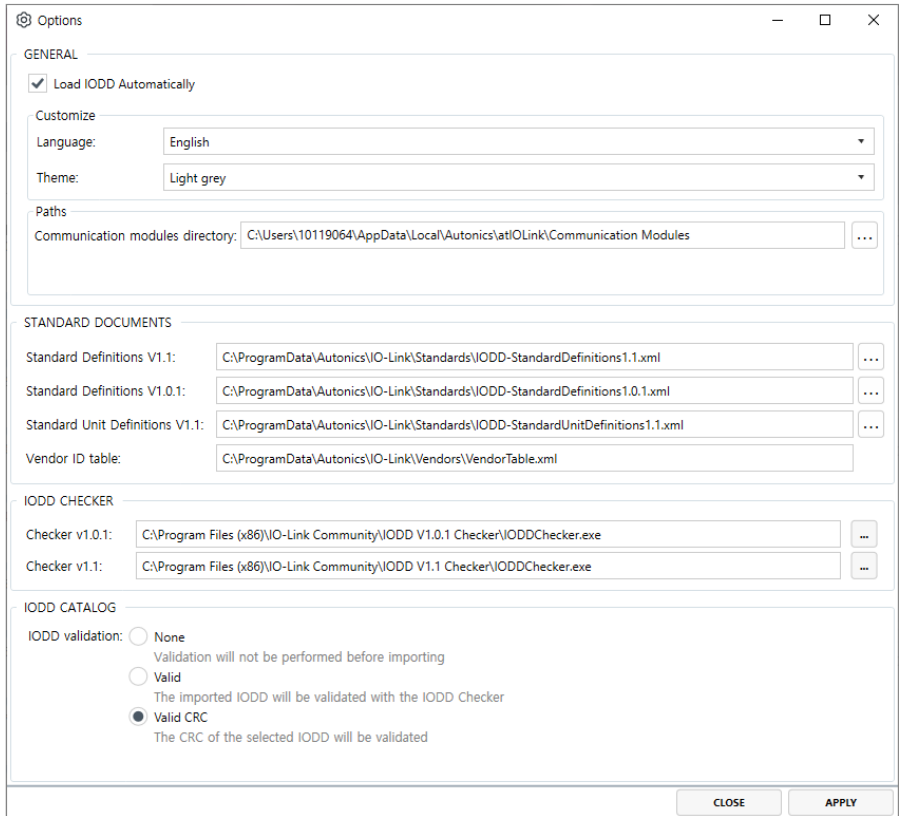 Options
GENERAL
Load IODD Automatically
Customize
Language: English
Theme: Light grey
Paths
Communication modules directory: C:\Users\10119064\AppData\Local\Autonics\atIOLink\Communication Modules ...
STANDARD DOCUMENTS
Standard Definitions V1.1: C:\ProgramData\Autonics\IO-Link\Standards\IODD-StandardDefinitions1.1.xml ...
Standard Definitions V1.0.1: C:\ProgramData\Autonics\IO-Link\Standards\IODD-StandardDefinitions1.0.1.xml ...
Standard Unit Definitions V1.1: C:\ProgramData\Autonics\IO-Link\Standards\IODD-StandardUnitDefinitions1.1.xml ...
Vendor ID table: C:\ProgramData\Autonics\IO-Link\Vendors\VendorTable.xml
IODD CHECKER
Checker v1.0.1: C:\Program Files (x86)\IO-Link Community\IODD V1.0.1 Checker\IODDChecker.exe ...
Checker v1.1: C:\Program Files (x86)\IO-Link Community\IODD V1.1 Checker\IODDChecker.exe ...
IODD CATALOG
IODD validation: None
Validation will not be performed before importing
Valid
The imported IODD will be validated with the IODD Checker
Valid CRC
The CRC of the selected IODD will be validated
CLOSE APPLY